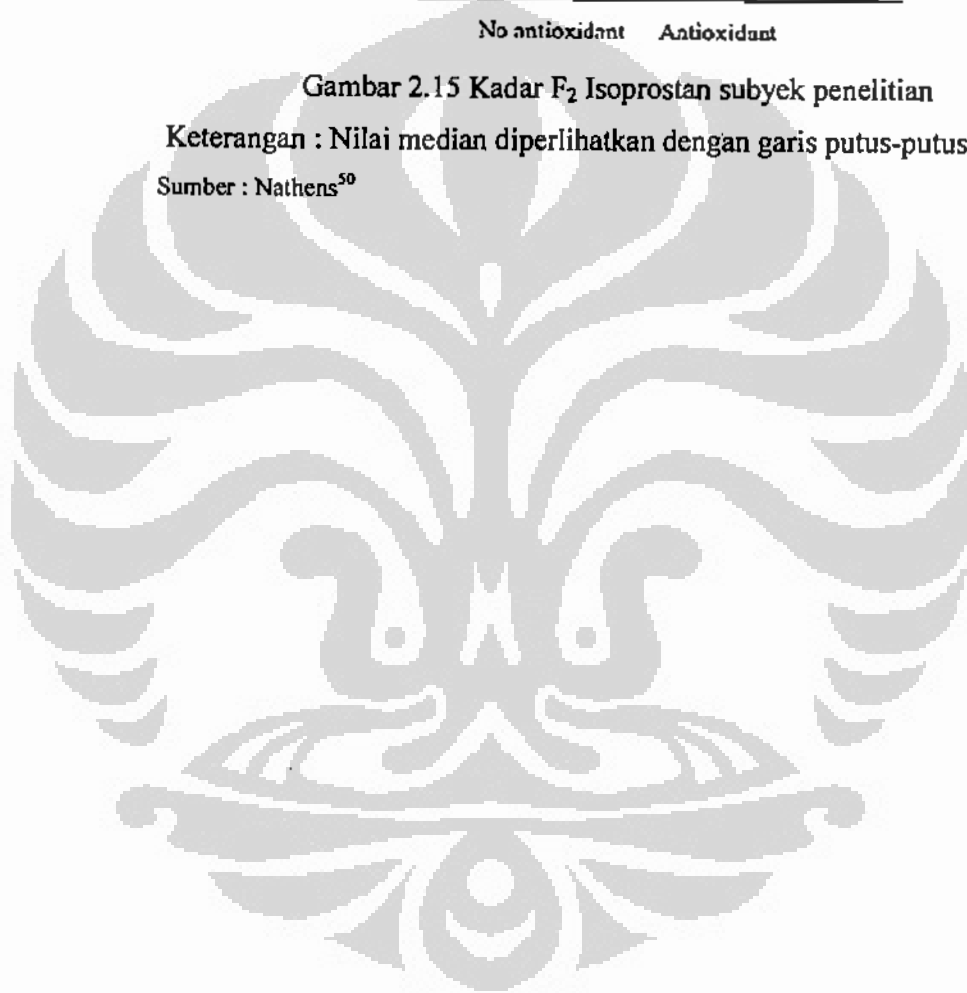 No antioxidant Antioxidant
Gambar 2.15 Kadar F₂ Isoprostan subyek penelitian
Keterangan : Nilai median diperlihatkan dengan garis putus-putus
Sumber : Nathens⁵⁰